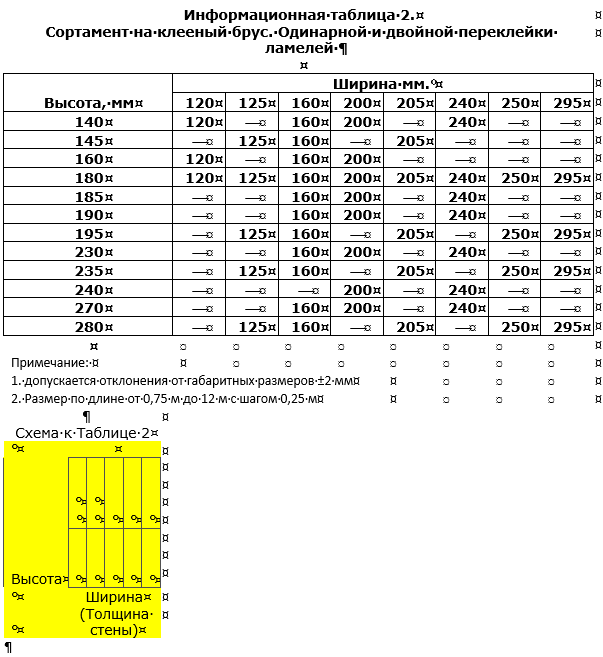 Информационная таблица 2.
Сортамент на клееный брус. Одинарной и двойной переклейки
ламелей
Ширина мм.
Высота, мм 120 125 160 200 205 240 250 295
140 120 — 160 200 — 240 — —
145 — 125 160 — 205 — — —
160 120 — 160 200 — — — —
180 120 125 160 200 205 240 250 295
185 — — 160 200 — 240 — —
190 — — 160 200 — 240 — —
195 — 125 160 — 205 — 250 295
230 — — 160 200 — 240 — —
235 — 125 160 — 205 — 250 295
240 — — — 200 — 240 — —
270 — — 160 200 — 240 — —
280 — 125 160 — 205 — 250 295
Примечание:
1. допускается отклонения от габаритных размеров ±2 мм
2. Размер по длине от 0,75 м до 12 м с шагом 0,25 м
Схема к Таблице 2
Высота
Ширина
(Толщина
стены)